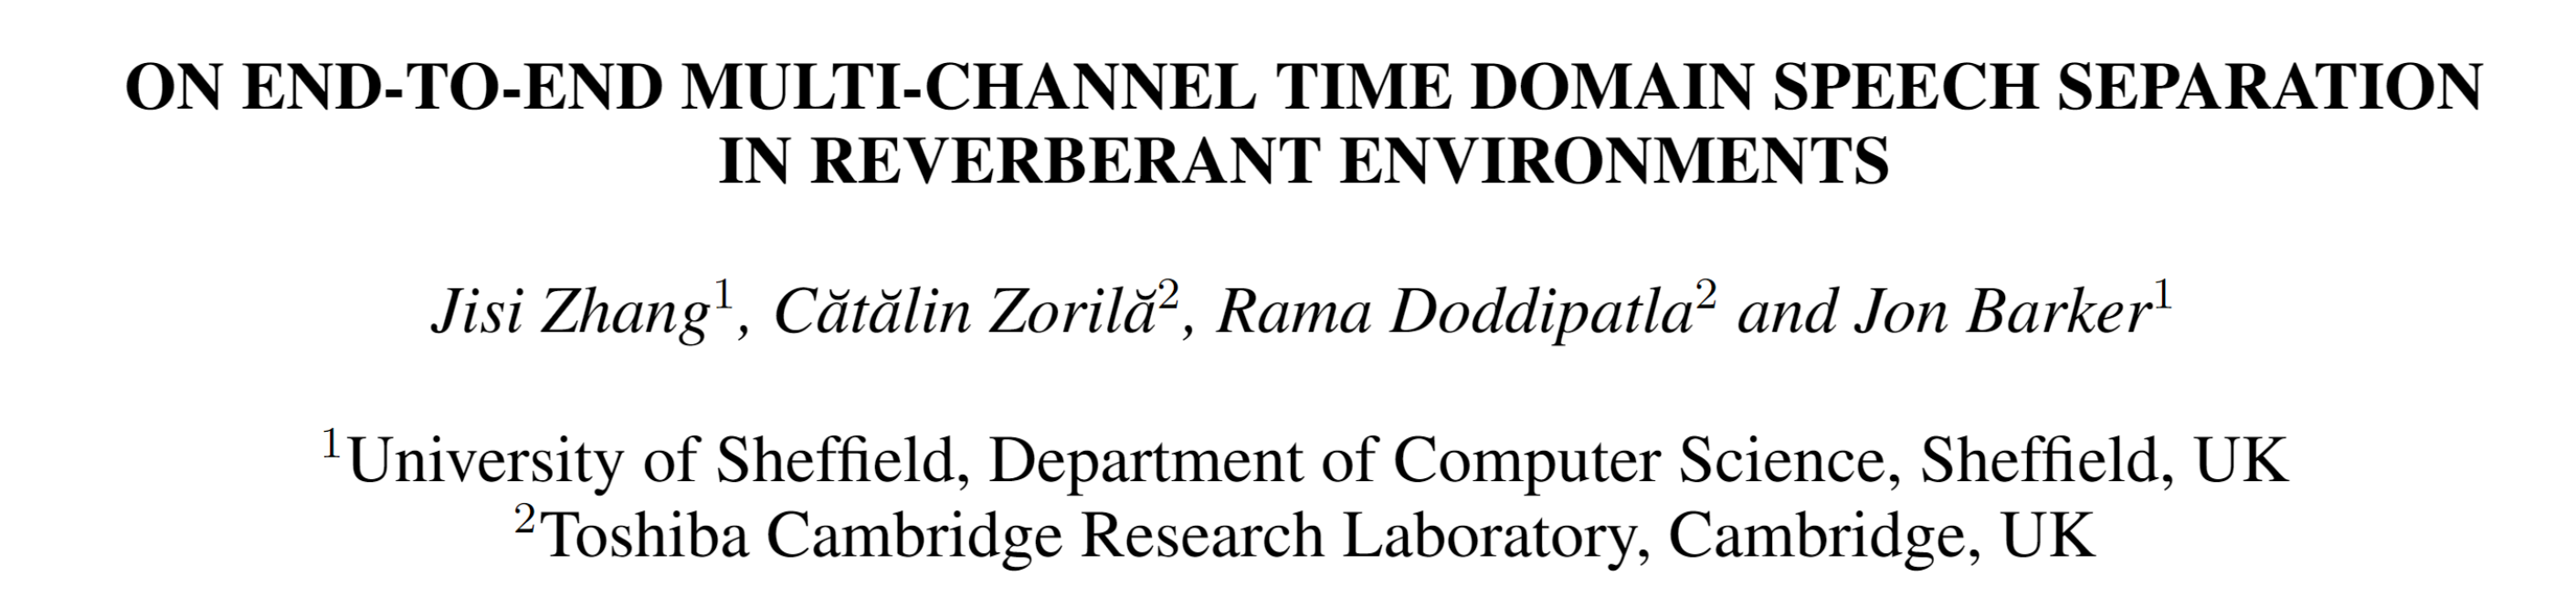 ON END-TO-END MULTI-CHANNEL TIME DOMAIN SPEECH SEPARATION
IN REVERBERANT ENVIRONMENTS
Jisi Zhang¹, Cătălin Zorilă², Rama Doddipatla² and Jon Barker¹
¹University of Sheffield, Department of Computer Science, Sheffield, UK
²Toshiba Cambridge Research Laboratory, Cambridge, UK